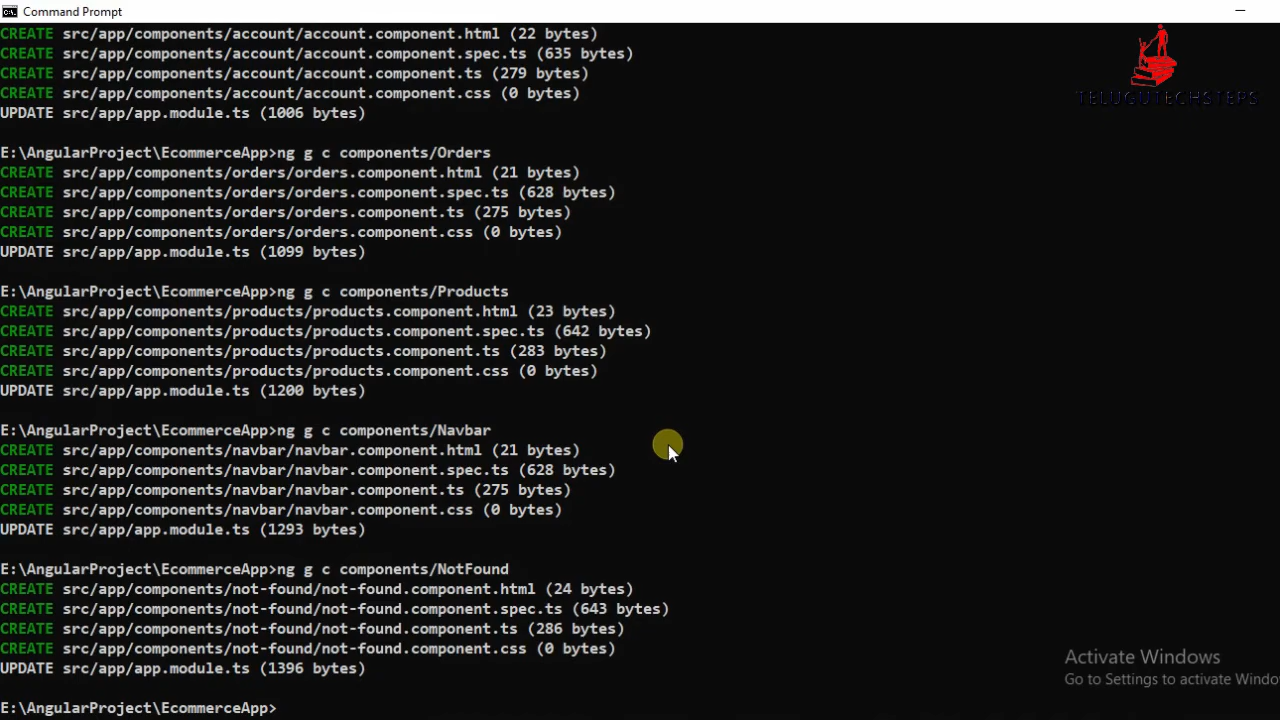 Command Prompt
CREATE src/app/components/account/account.component.html (22 bytes)
CREATE src/app/components/account/account.component.spec.ts (635 bytes)
CREATE src/app/components/account/account.component.ts (279 bytes)
CREATE src/app/components/account/account.component.css (0 bytes)
UPDATE src/app/app.module.ts (1006 bytes)
TELUGUTECHSTEPS
E:\AngularProject\EcommerceApp>ng g c components/Orders
CREATE src/app/components/orders/orders.component.html (21 bytes)
CREATE src/app/components/orders/orders.component.spec.ts (628 bytes)
CREATE src/app/components/orders/orders.component.ts (275 bytes)
CREATE src/app/components/orders/orders.component.css (0 bytes)
UPDATE src/app/app.module.ts (1099 bytes)
E:\AngularProject\EcommerceApp>ng g c components/Products
CREATE src/app/components/products/products.component.html (23 bytes)
CREATE src/app/components/products/products.component.spec.ts (642 bytes)
CREATE src/app/components/products/products.component.ts (283 bytes)
CREATE src/app/components/products/products.component.css (0 bytes)
UPDATE src/app/app.module.ts (1200 bytes)
E:\AngularProject\EcommerceApp>ng g c components/Navbar
CREATE src/app/components/navbar/navbar.component.html (21 bytes)
CREATE src/app/components/navbar/navbar.component.spec.ts (628 bytes)
CREATE src/app/components/navbar/navbar.component.ts (275 bytes)
CREATE src/app/components/navbar/navbar.component.css (0 bytes)
UPDATE src/app/app.module.ts (1293 bytes)
E:\AngularProject\EcommerceApp>ng g c components/NotFound
CREATE src/app/components/not-found/not-found.component.html (24 bytes)
CREATE src/app/components/not-found/not-found.component.spec.ts (643 bytes)
CREATE src/app/components/not-found/not-found.component.ts (286 bytes)
CREATE src/app/components/not-found/not-found.component.css (0 bytes)
UPDATE src/app/app.module.ts (1396 bytes)
E:\AngularProject\EcommerceApp>
Activate Windows
Go to Settings to activate Windo